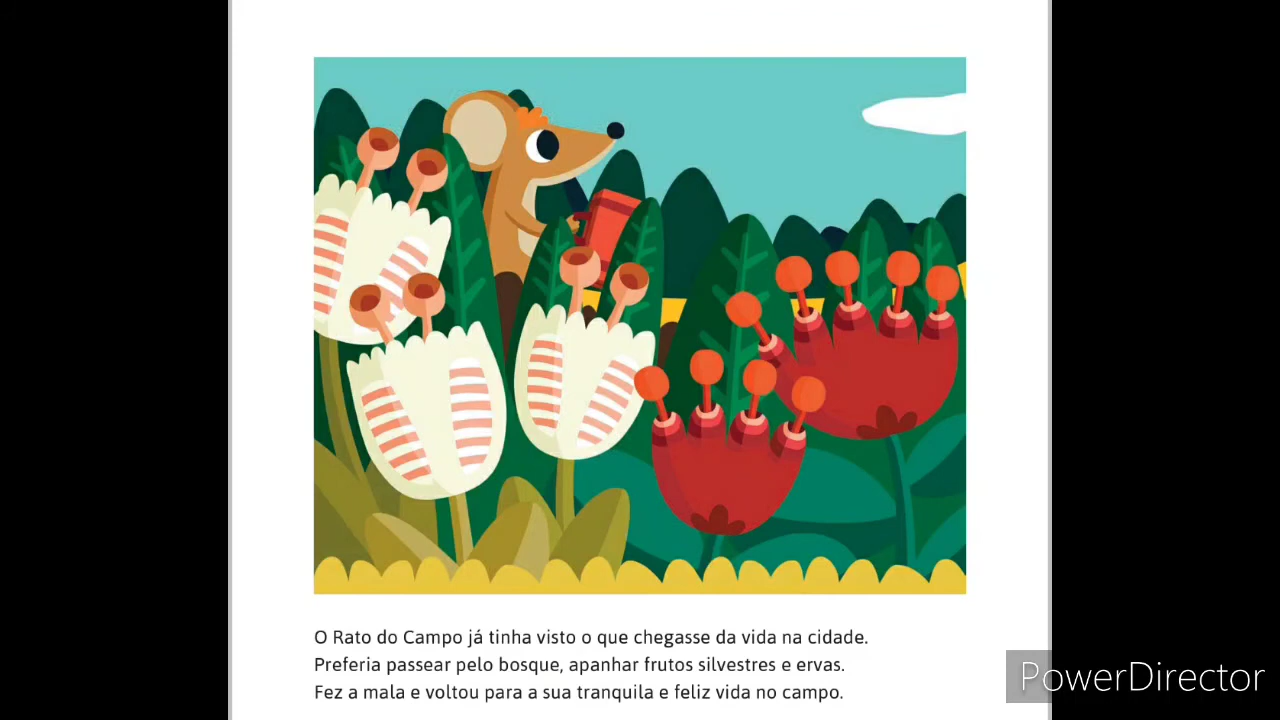 O Rato do Campo já tinha visto o que chegasse da vida na cidade.
Preferia passear pelo bosque, apanhar frutos silvestres e ervas.
Fez a mala e voltou para a sua tranquila e feliz vida no campo.
PowerDirector